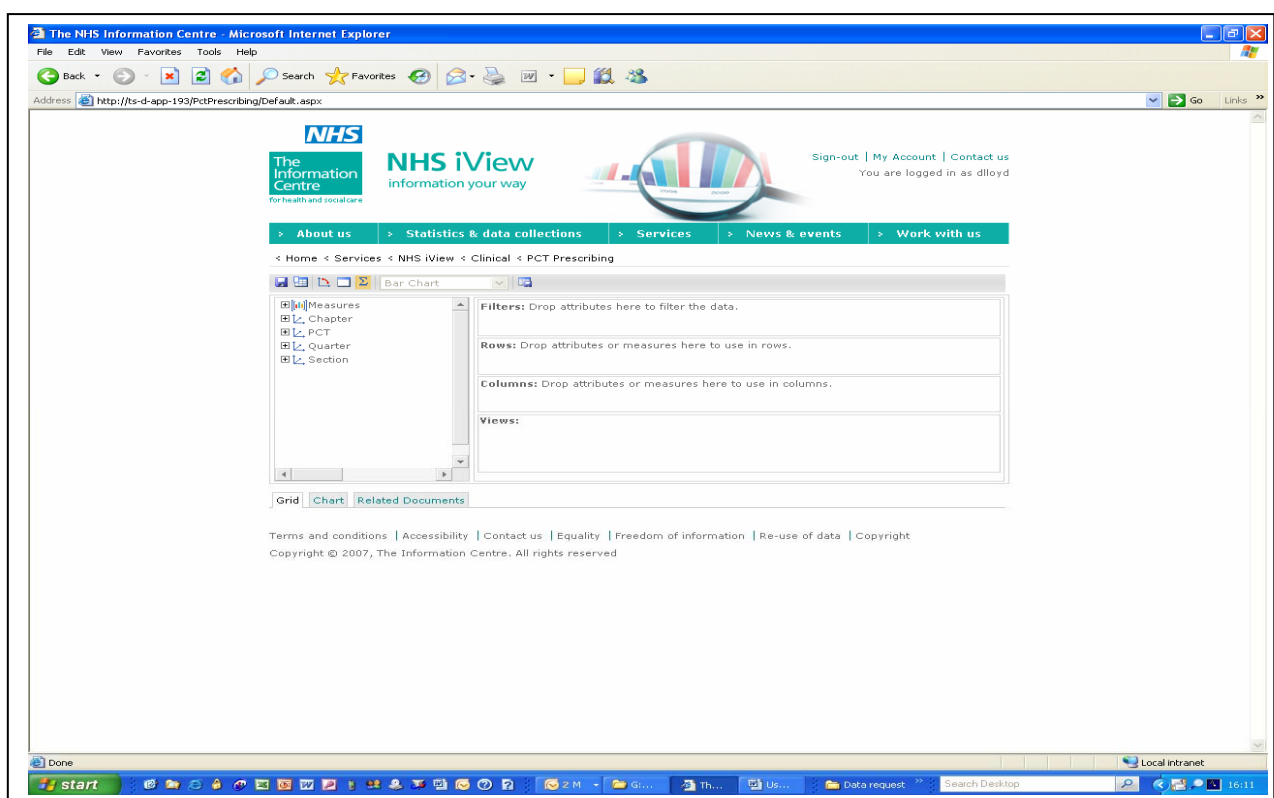 The NHS Information Centre - Microsoft Internet Explorer
File Edit View Favorites Tools Help
Back Search Favorites
Address http://ts-d-app-193/PctPrescribing/Default.aspx Go Links »
NHS
The Information Centre
for health and social care
NHS iView
information your way
Sign-out | My Account | Contact us
You are logged in as dlloyd
> About us > Statistics & data collections > Services > News & events > Work with us
< Home < Services < NHS iView < Clinical < PCT Prescribing
Σ Bar Chart
Measures
Chapter
PCT
Quarter
Section
Filters: Drop attributes here to filter the data.
Rows: Drop attributes or measures here to use in rows.
Columns: Drop attributes or measures here to use in columns.
Views:
Grid Chart Related Documents
Terms and conditions | Accessibility | Contact us | Equality | Freedom of information | Re-use of data | Copyright
Copyright © 2007, The Information Centre. All rights reserved
Done Local intranet
start 2 M G:... Th... Us... Data request » Search Desktop 16:11